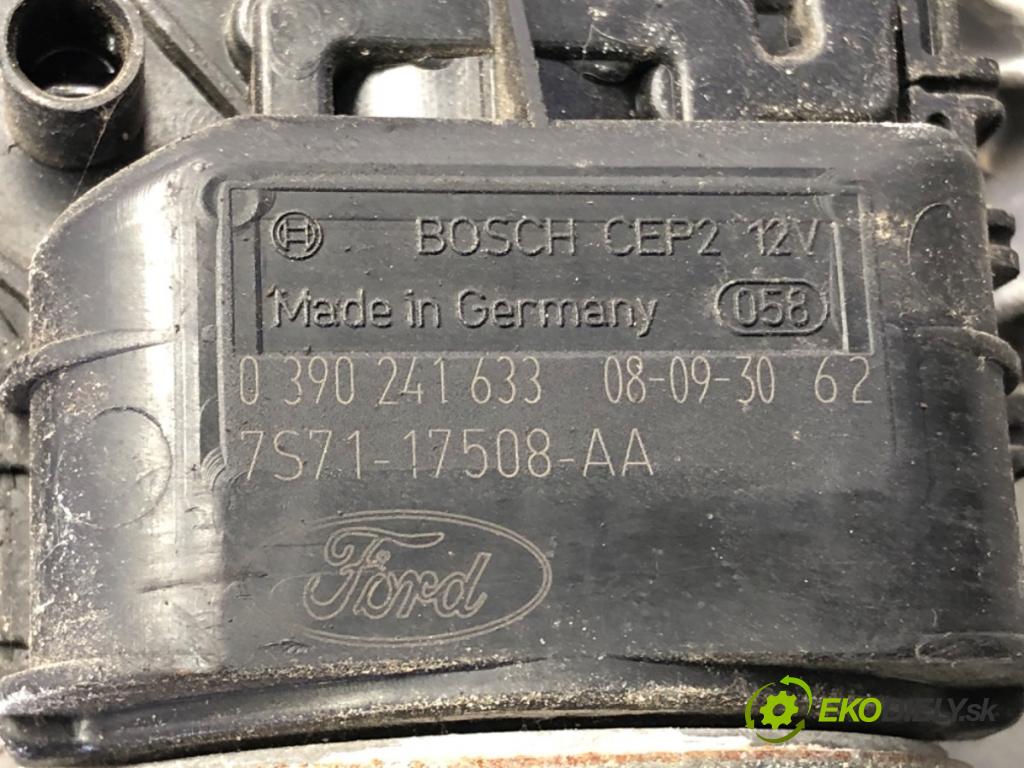 BOSCH CEP2 12V
Made in Germany 058
0 390 241 633 08-09-30 62
7S71-17508-AA
Ford
EKOBIELY.sk